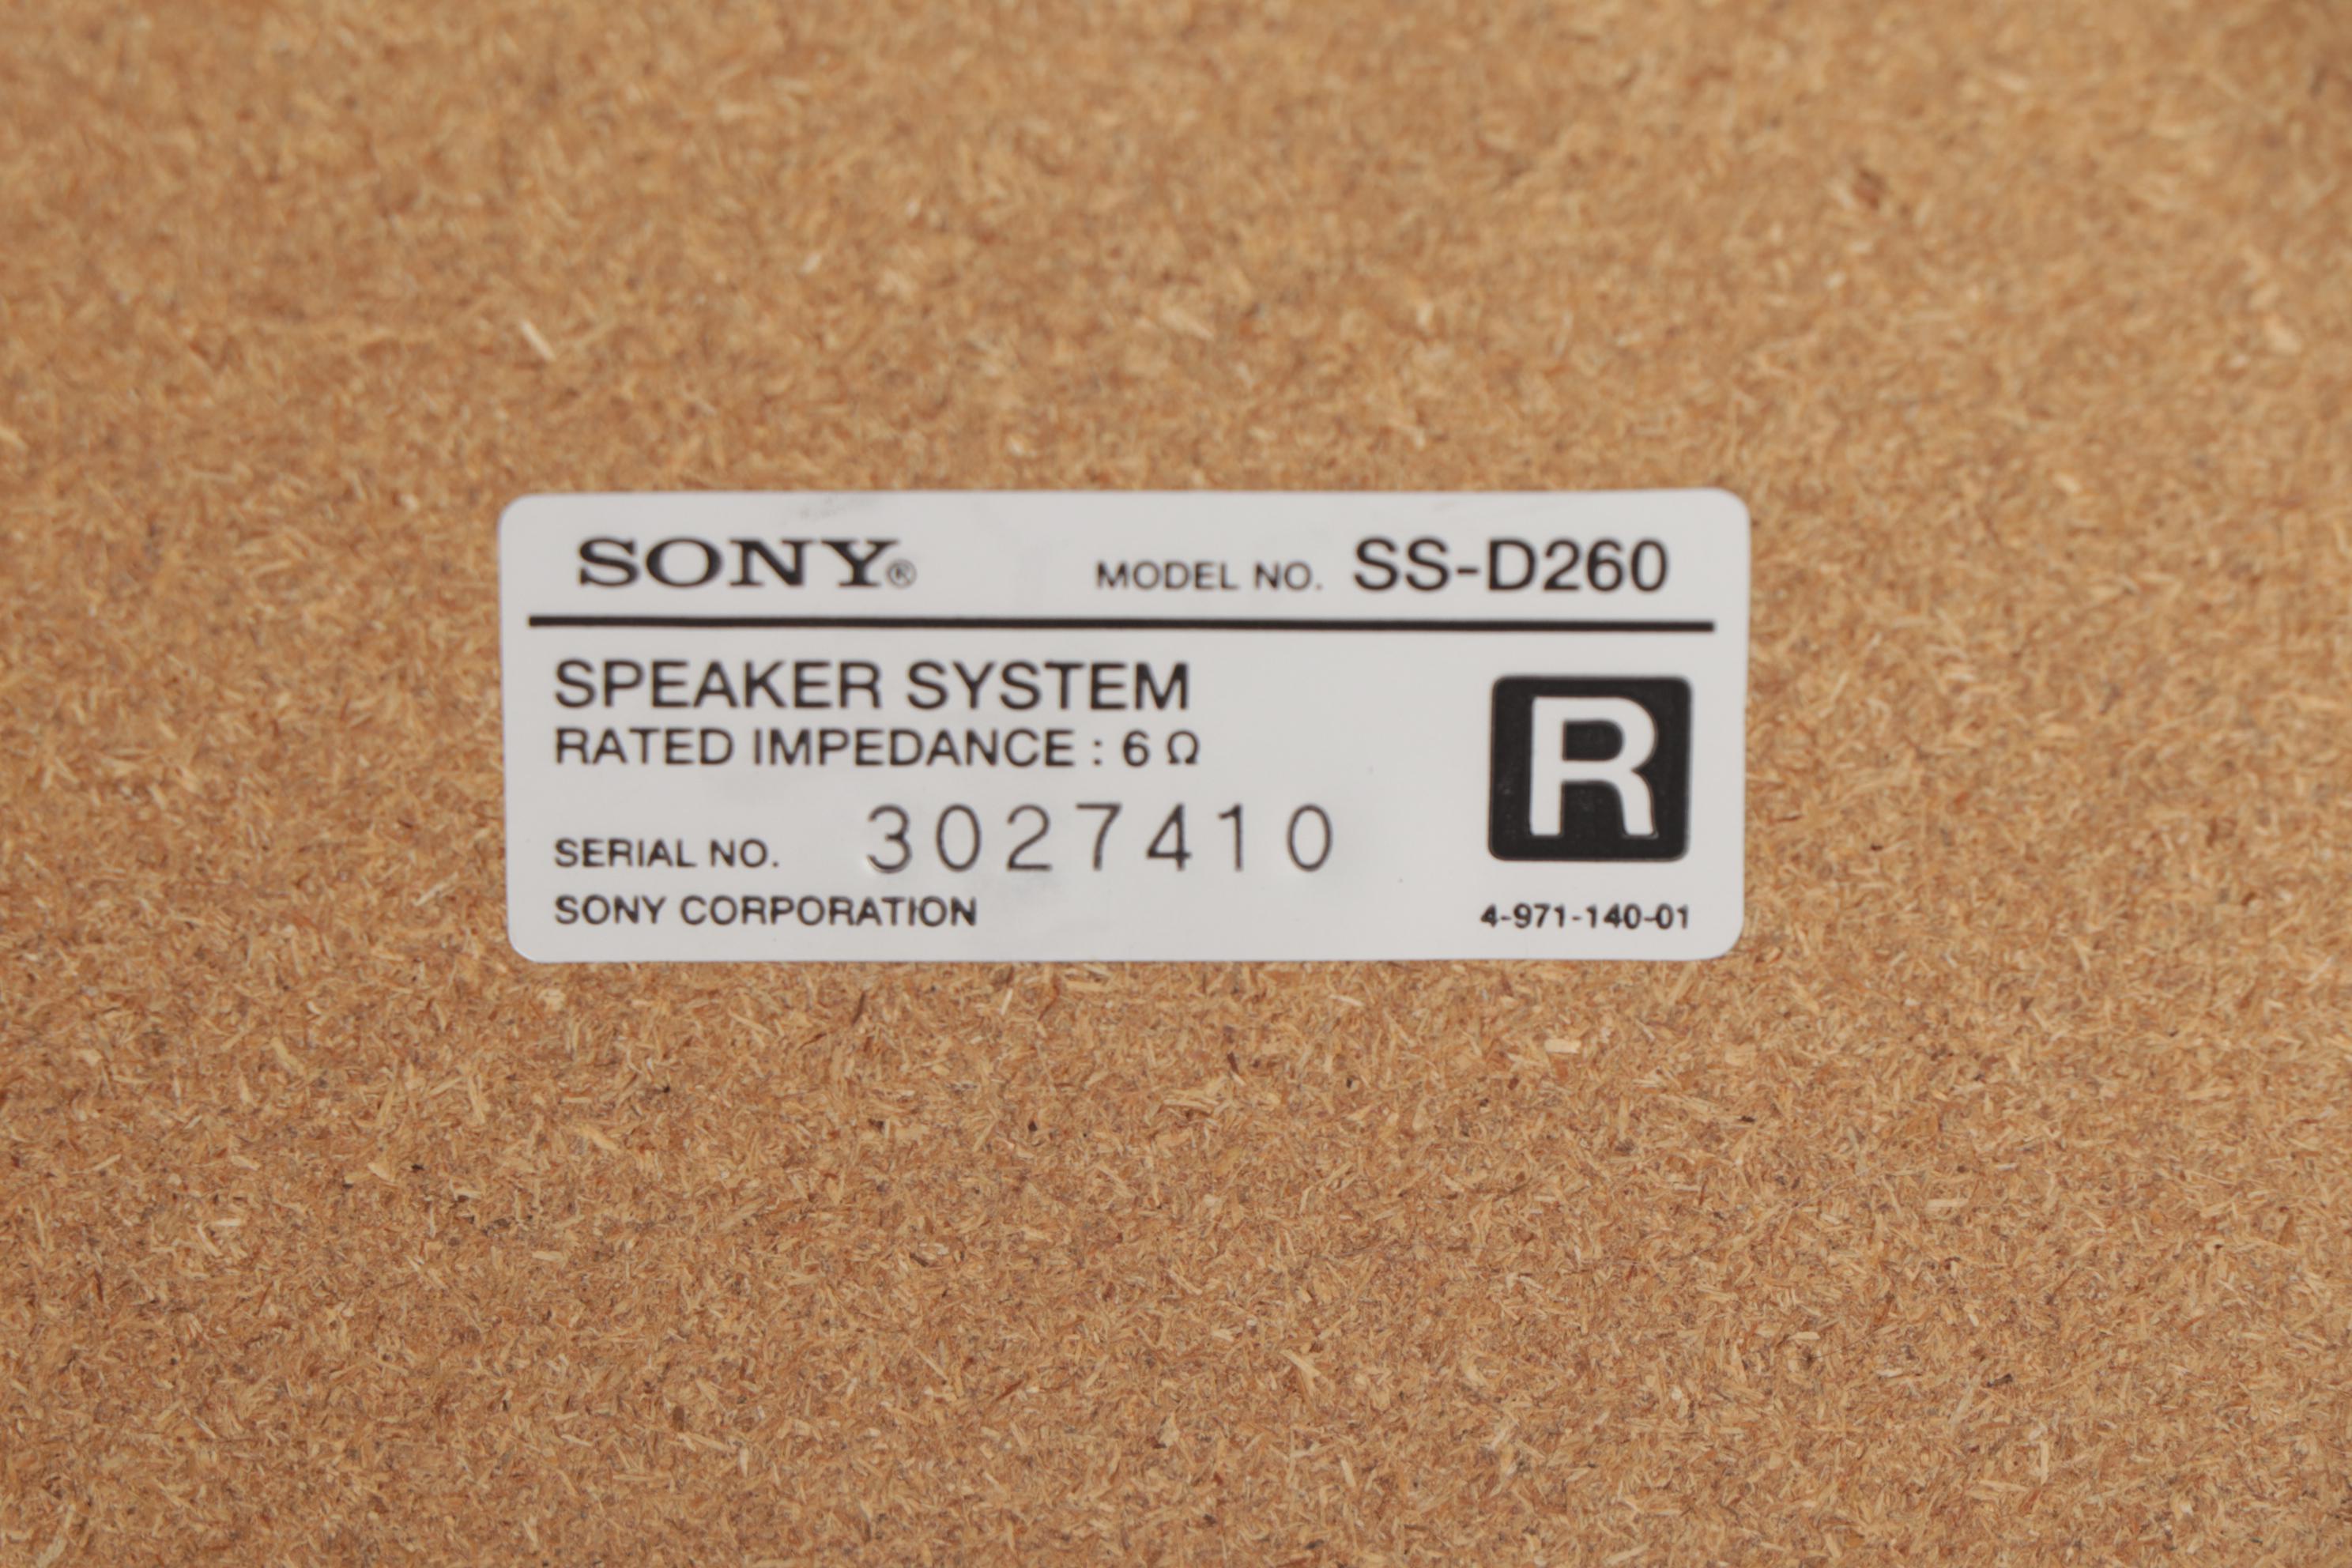 SONY® MODEL NO. SS-D260
SPEAKER SYSTEM
RATED IMPEDANCE : 6 Ω
R
SERIAL NO. 3027410
SONY CORPORATION 4-971-140-01